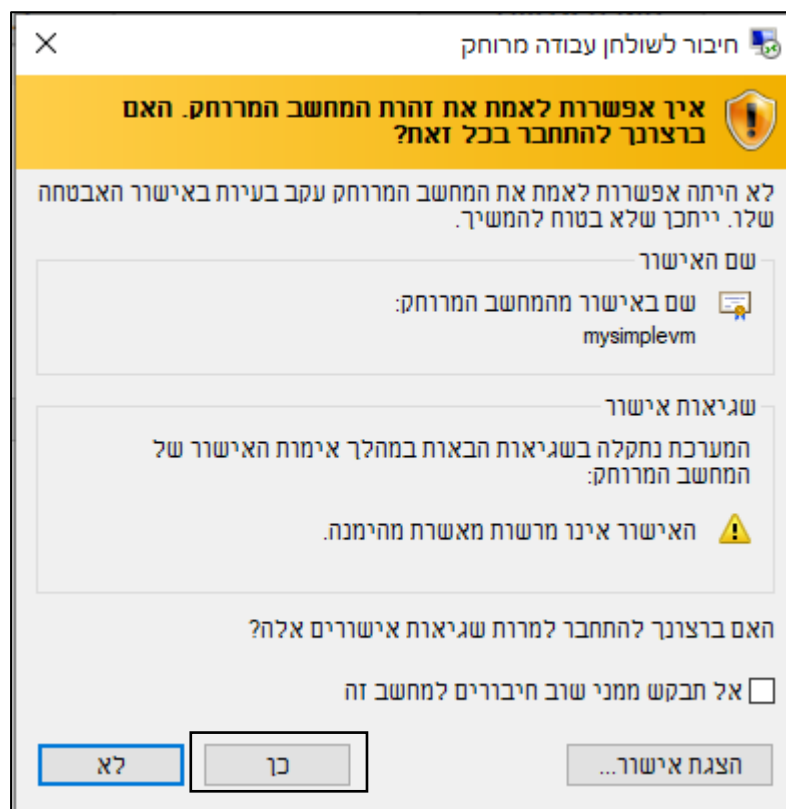 חיבור לשולחן עבודה מרוחק
אין אפשרות לאמת את זהות המחשב המרוחק. האם
ברצונך להתחבר בכל זאת?
לא היתה אפשרות לאמת את המחשב המרוחק עקב בעיות באישור האבטחה
שלו. ייתכן שלא בטוח להמשיך.
שם האישור
שם באישור מהמחשב המרוחק:
mysimplevm
שגיאות אישור
המערכת נתקלה בשגיאות הבאות במהלך אימות האישור של
המחשב המרוחק:
האישור אינו מרשות מאשרת מהימנה.
האם ברצונך להתחבר למרות שגיאות אישורים אלה?
אל תבקש ממני שוב חיבורים למחשב זה
הצגת אישור...
כן
לא